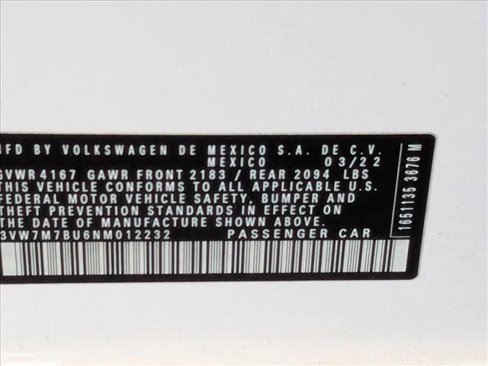 MFD BY VOLKSWAGEN DE MEXICO S.A. DE C.V.
MEXICO 03/22
GVWR 4167 GAWR FRONT 2183 / REAR 2094 LBS
THIS VEHICLE CONFORMS TO ALL APPLICABLE U.S.
FEDERAL MOTOR VEHICLE SAFETY, BUMPER AND
THEFT PREVENTION STANDARDS IN EFFECT ON
THE DATE OF MANUFACTURE SHOWN ABOVE.
3VW7M7BU6NM012232 PASSENGER CAR
1651135 3676 M